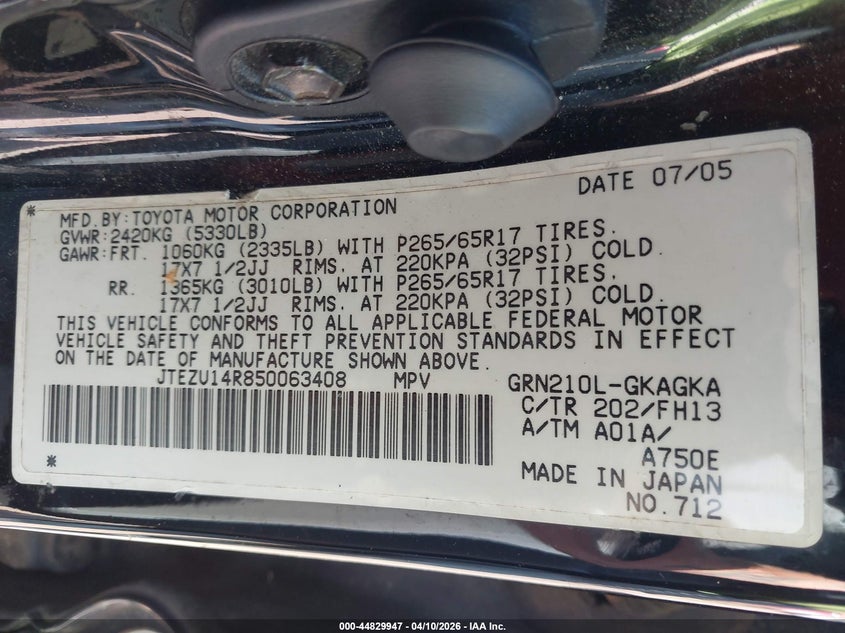 DATE 07/05
* MFD.BY:TOYOTA MOTOR CORPORATION
GVWR:2420KG (5330LB)
GAWR:FRT. 1060KG (2335LB) WITH P265/65R17 TIRES.
17X7 1/2JJ RIMS. AT 220KPA (32PSI) COLD.
RR. 1365KG (3010LB) WITH P265/65R17 TIRES.
17X7 1/2JJ RIMS. AT 220KPA (32PSI) COLD.
THIS VEHICLE CONFORMS TO ALL APPLICABLE FEDERAL MOTOR
VEHICLE SAFETY AND THEFT PREVENTION STANDARDS IN EFFECT
ON THE DATE OF MANUFACTURE SHOWN ABOVE.
JTEZU14R850063408 MPV GRN210L-GKAGKA
C/TR 202/FH13
A/TM A01A/
A750E
* MADE IN JAPAN
NO.712
000-44829947 | 04/10/2026 | IAA Inc.